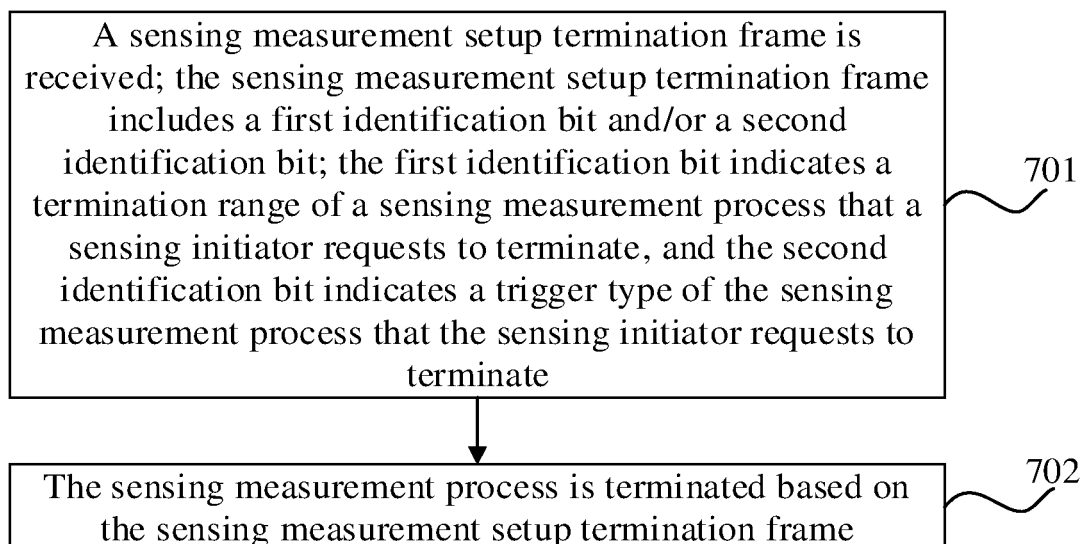 A sensing measurement setup termination frame is
received; the sensing measurement setup termination frame
includes a first identification bit and/or a second
identification bit; the first identification bit indicates a
termination range of a sensing measurement process that a
sensing initiator requests to terminate, and the second
identification bit indicates a trigger type of the sensing
measurement process that the sensing initiator requests to
terminate
701
The sensing measurement process is terminated based on
the sensing measurement setup termination frame
702